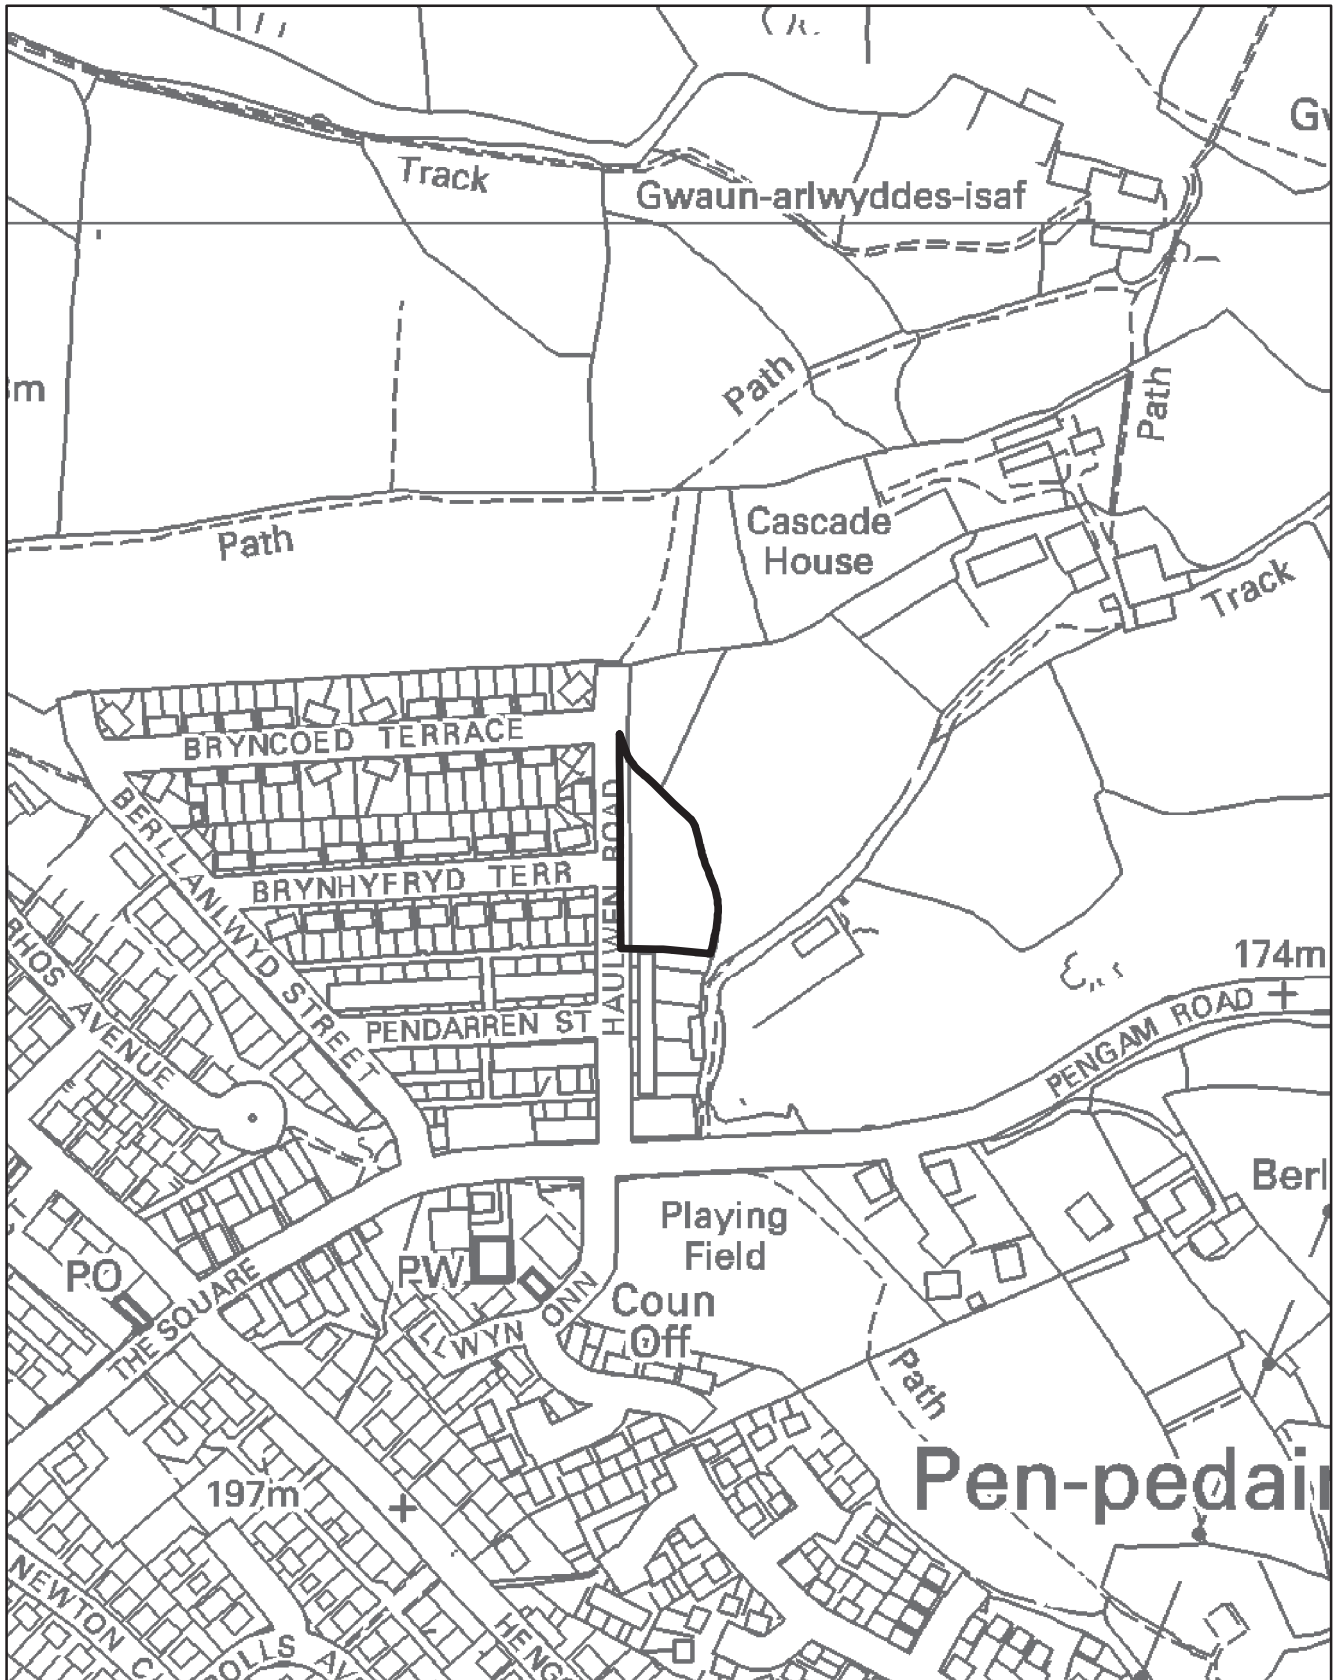 Track
Gwaun-arlwyddes-isaf
Path
Path
Path
Cascade
House
Track
BRYNCOED TERRACE
BERLLANLWYD STREET
BRYNHYFRYD TERR
HAULWEN ROAD
RHOS AVENUE
PENDARREN ST
174m
PENGAM ROAD
Playing
Field
PO
PW
THE SQUARE
LLWYN ONN
Coun
Off
Path
Pen-pedair
197m
NEWTON